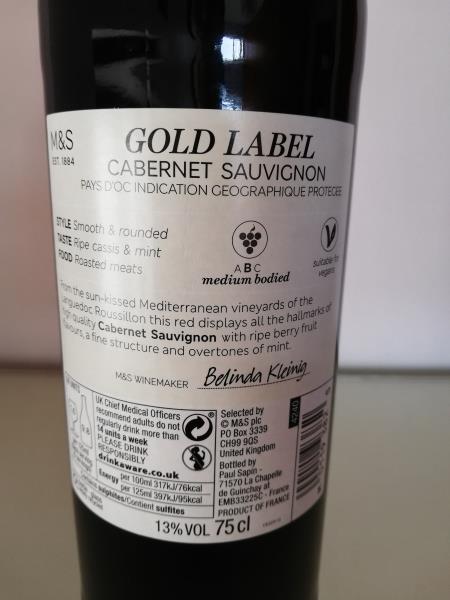 M&S
EST. 1884
GOLD LABEL
CABERNET SAUVIGNON
PAYS D'OC INDICATION GEOGRAPHIQUE PROTEGEE
STYLE Smooth & rounded
TASTE Ripe cassis & mint
FOOD Roasted meats
A B C
medium bodied
V
suitable for
vegans
From the sun-kissed Mediterranean vineyards of the
Languedoc Roussillon this red displays all the hallmarks of
high quality Cabernet Sauvignon with ripe berry fruit
flavours, a fine structure and overtones of mint.
M&S WINEMAKER Belinda Kleinig
UK UNITS
9.8
UK Chief Medical Officers
recommend adults do not
regularly drink more than
14 units a week
PLEASE DRINK
RESPONSIBLY
drinkaware.co.uk
Energy per 100ml 317kJ/76kcal
per 125ml 397kJ/95kcal
sulphites/Contient sulfites
13%VOL 75cl
Selected by
© M&S plc
PO Box 3339
CH99 9QS
United Kingdom
Bottled by
Paul Sapin -
71570 La Chapelle
de Guinchay at
EMB33225C - France
PRODUCT OF FRANCE